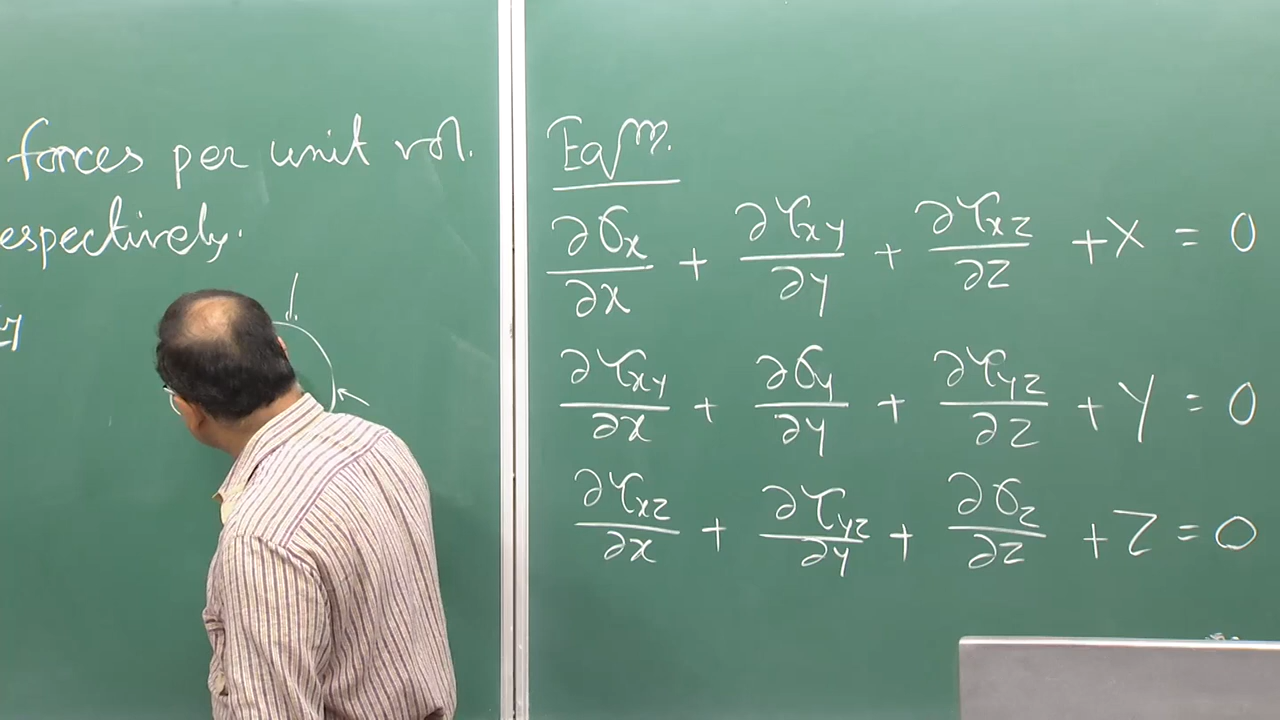 forces per unit vol.
espectively.
y
Eqm.
∂σx/∂x + ∂τxy/∂y + ∂τxz/∂z + X = 0
∂τxy/∂x + ∂σy/∂y + ∂τyz/∂z + Y = 0
∂τxz/∂x + ∂τyz/∂y + ∂σz/∂z + Z = 0